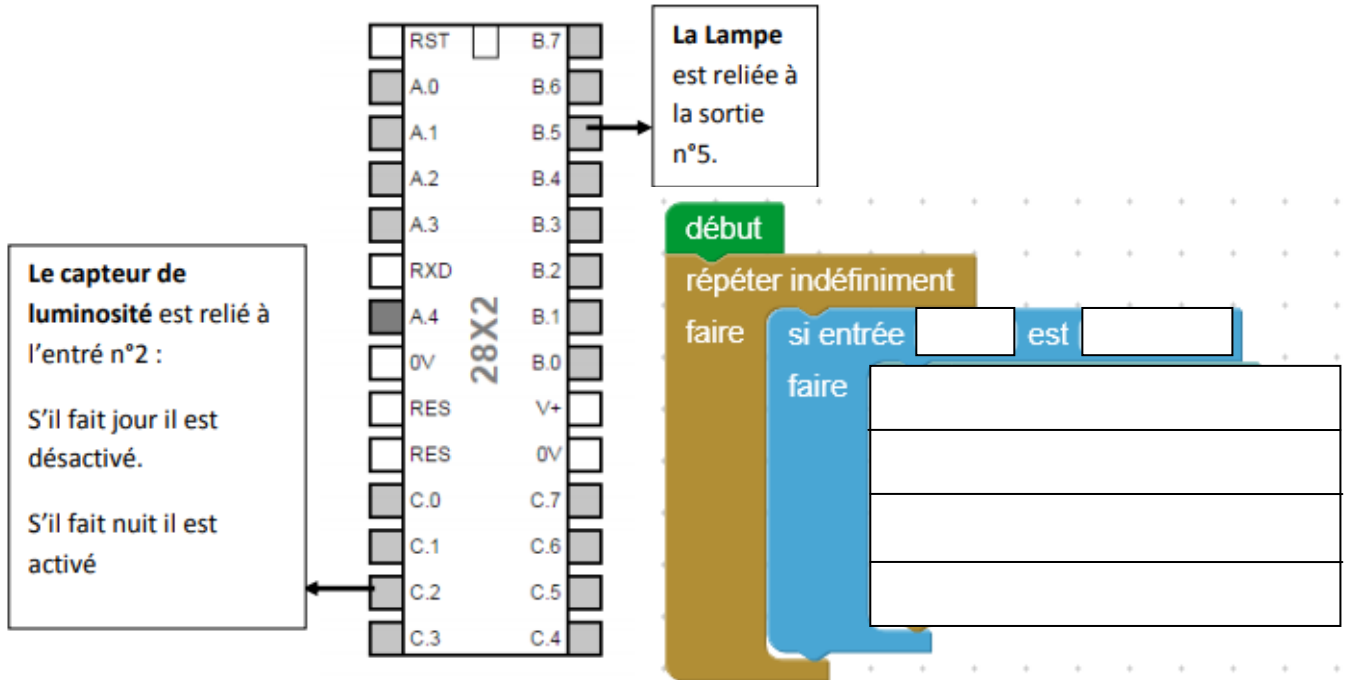 RST
B.7
A.0
B.6
A.1
B.5
A.2
B.4
A.3
B.3
RXD
B.2
A.4
B.1
0V
B.0
RES
V+
RES
0V
C.0
C.7
C.1
C.6
C.2
C.5
C.3
C.4
28X2
La Lampe
est reliée à
la sortie
n°5.
Le capteur de
luminosité est relié à
l'entré n°2 :
S'il fait jour il est
désactivé.
S'il fait nuit il est
activé
début
répéter indéfiniment
faire
si entrée
est
faire